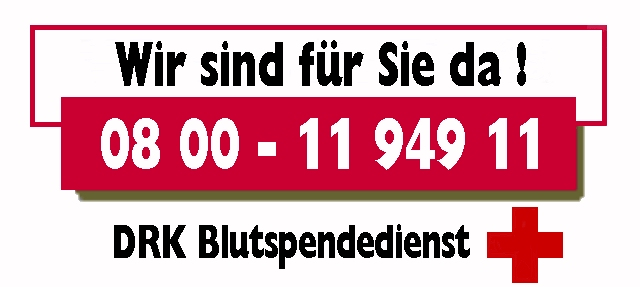 Wir sind für Sie da !
08 00 - 11 949 11
DRK Blutspendedienst